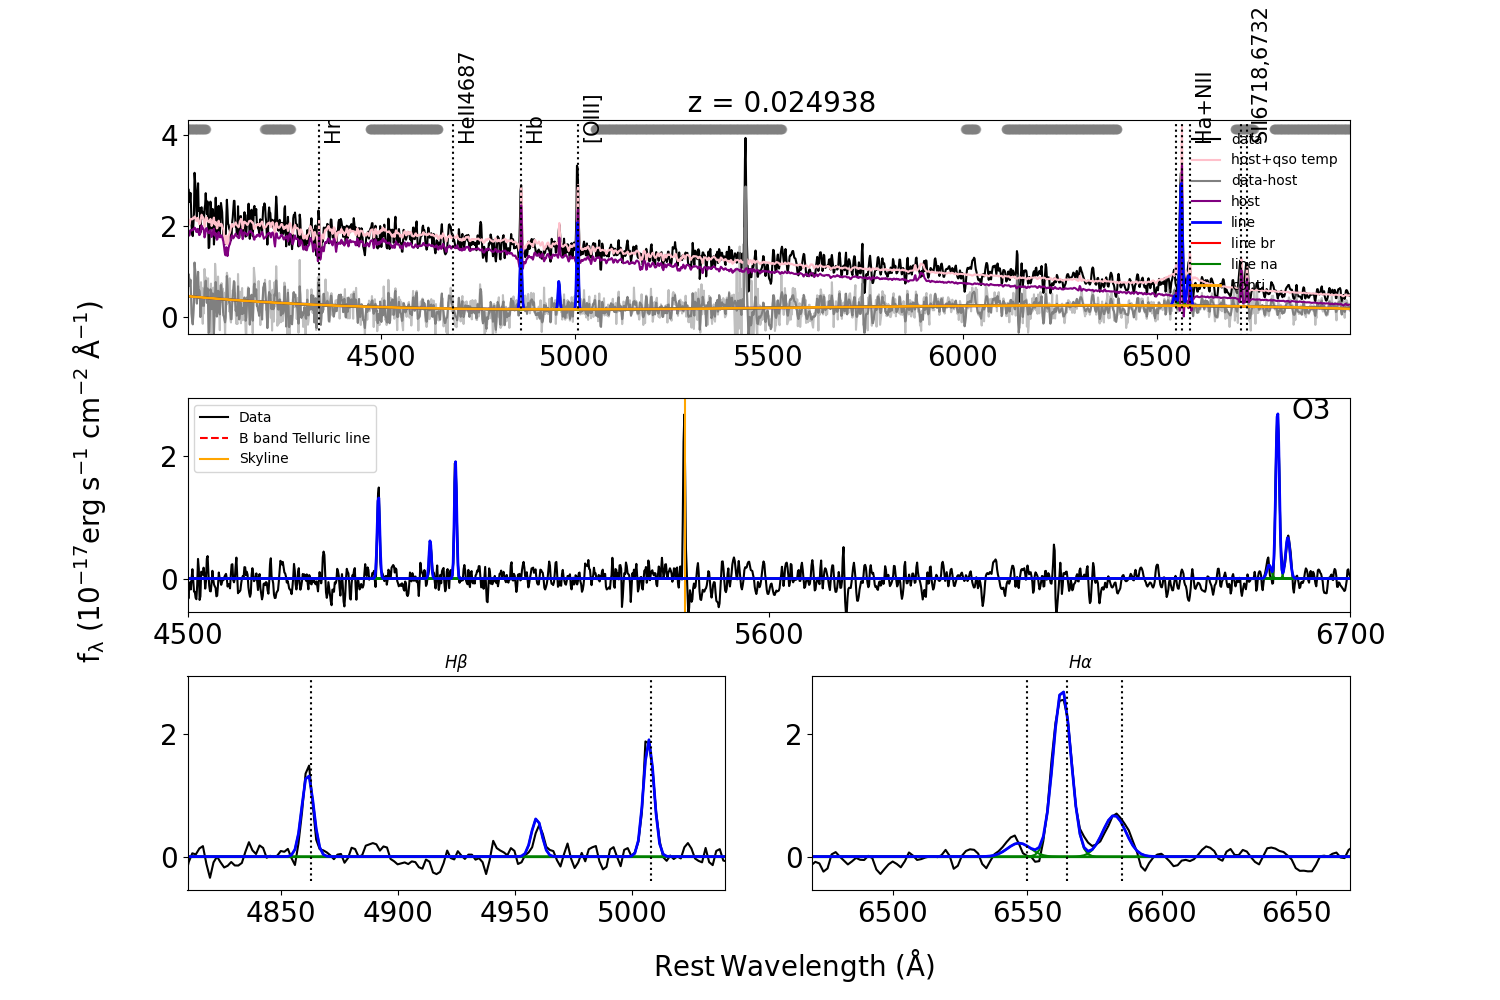 z = 0.024938
Hr
HeII4687
Hb
[OIII]
Ha+NII
SII6718,6732
4
2
0
data
host+qso temp
data-host
host
line
line br
line na
4500 5000 5500 6000 6500
fλ (10⁻¹⁷erg s⁻¹ cm⁻² Å⁻¹)
O3
Data
B band Telluric line
Skyline
2
0
4500 5600 6700
Hβ
2
0
4850 4900 4950 5000
Hα
2
0
6500 6550 6600 6650
Rest Wavelength (Å)